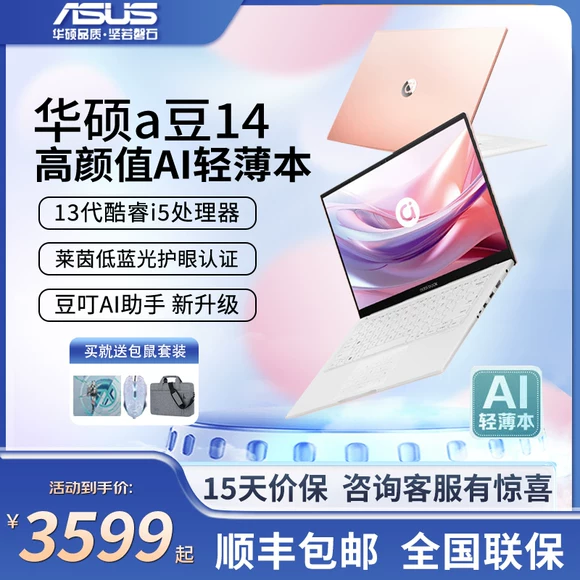 ASUS
华硕品质·坚若磐石
华硕a豆14
高颜值AI轻薄本
13代酷睿i5处理器
莱茵低蓝光护眼认证
豆叮AI助手 新升级
买就送包鼠套装
AI
轻薄本
活动到手价:
¥3599起
15天价保 咨询客服有惊喜
顺丰包邮 全国联保